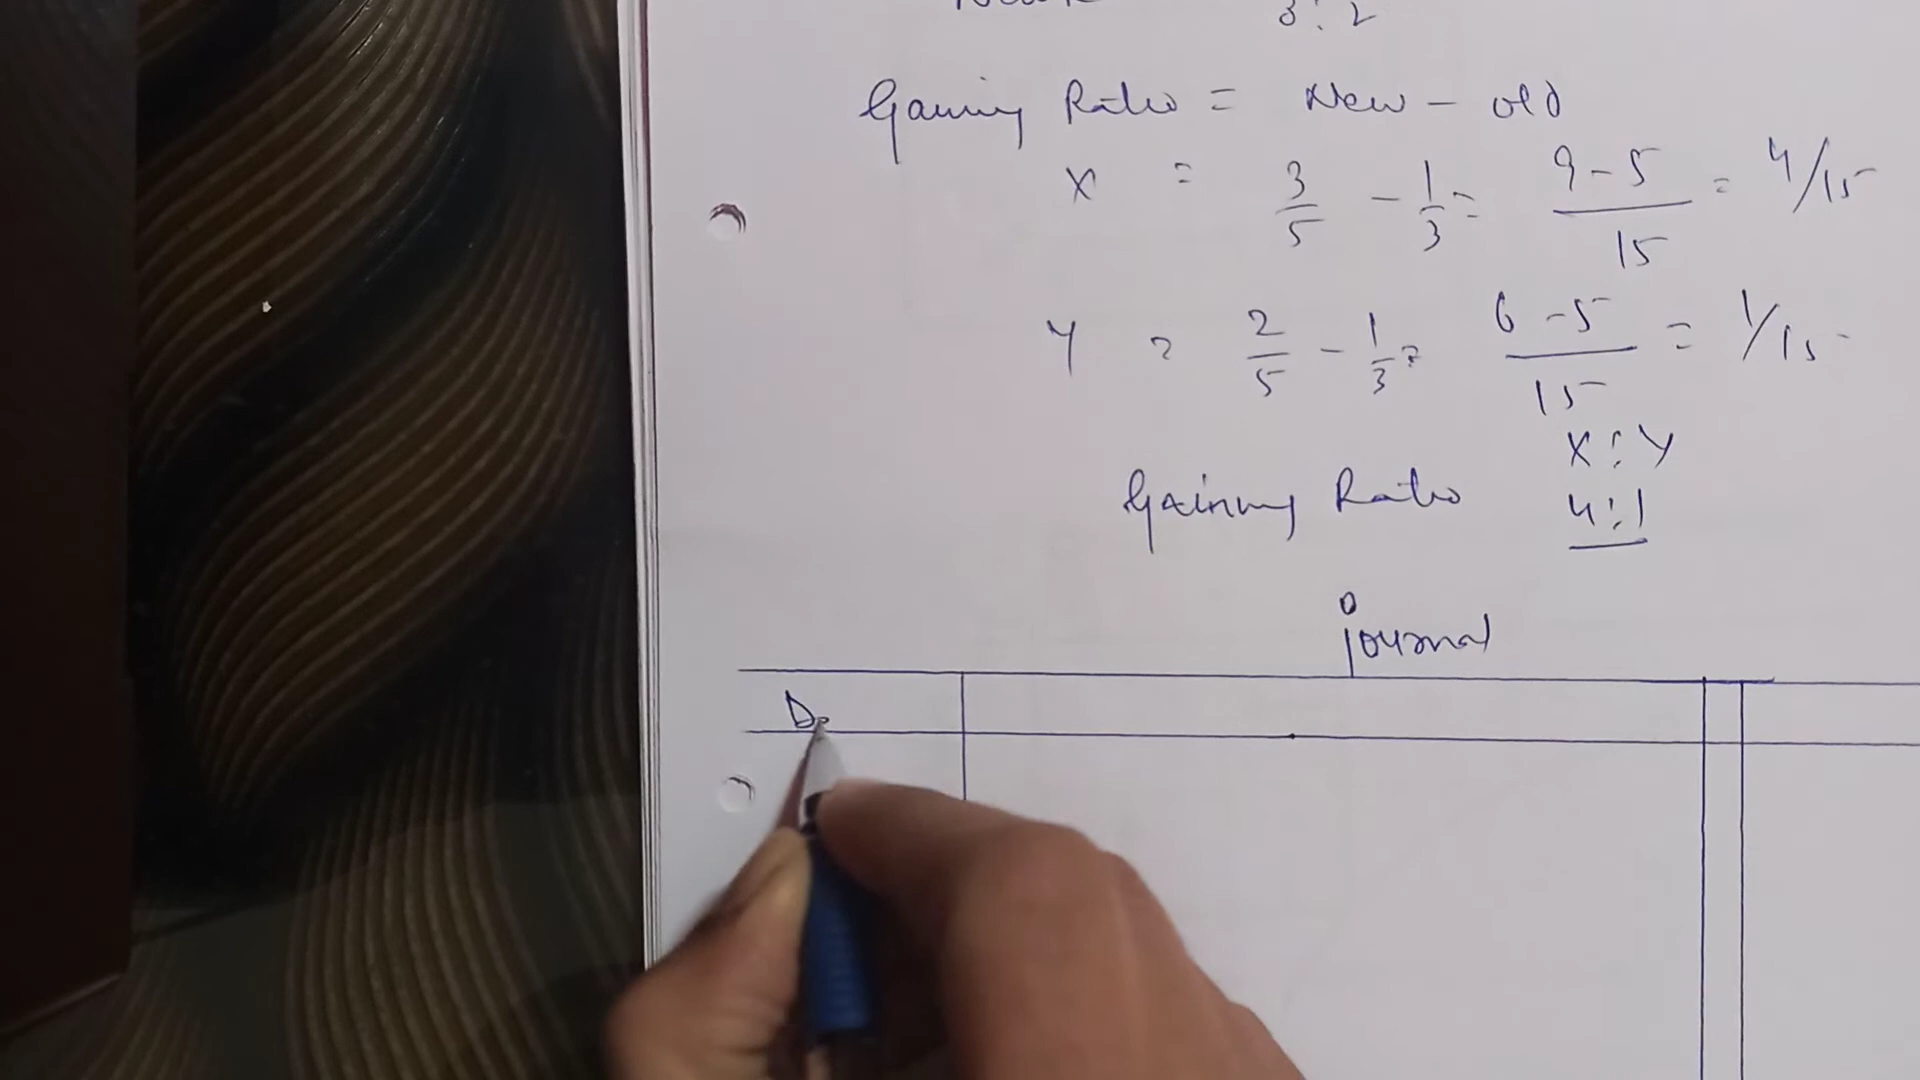 3:2
Gaining Ratio = New - old
X = 3/5 - 1/3 = 9-5/15 = 4/15
Y = 2/5 - 1/3 = 6-5/15 = 1/15
X : Y
Gaining Ratio 4:1
journal
Da